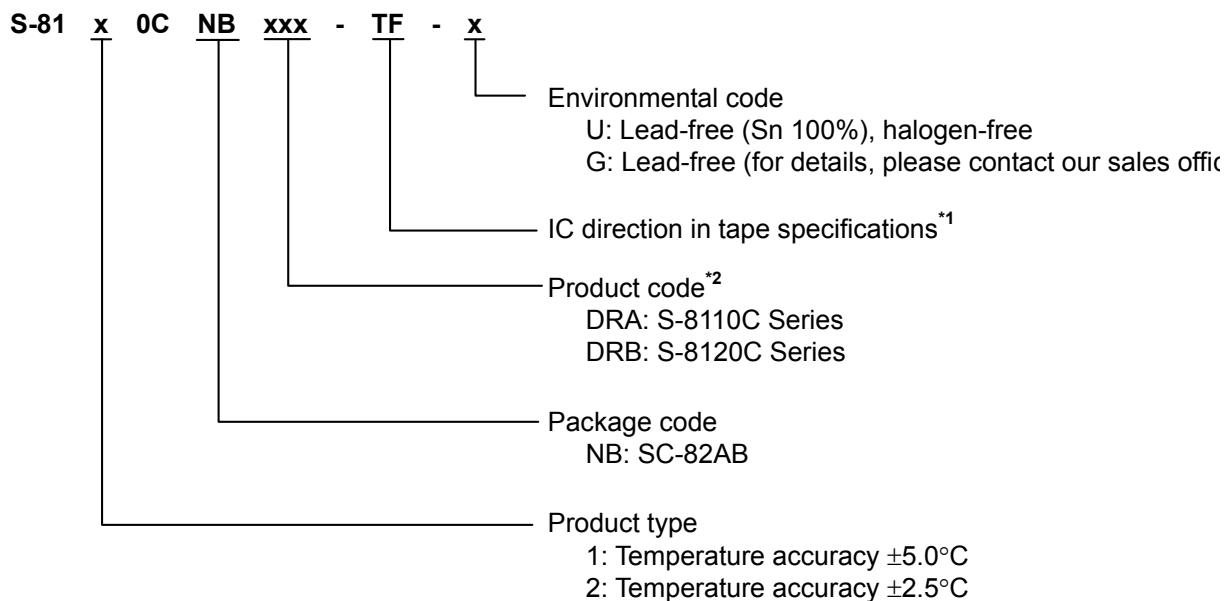 S-81 x 0C NB xxx - TF - x
Environmental code
U: Lead-free (Sn 100%), halogen-free
G: Lead-free (for details, please contact our sales
IC direction in tape specifications*1
Product code*2
DRA: S-8110C Series
DRB: S-8120C Series
Package code
NB: SC-82AB
Product type
1: Temperature accuracy ±5.0°C
2: Temperature accuracy ±2.5°C